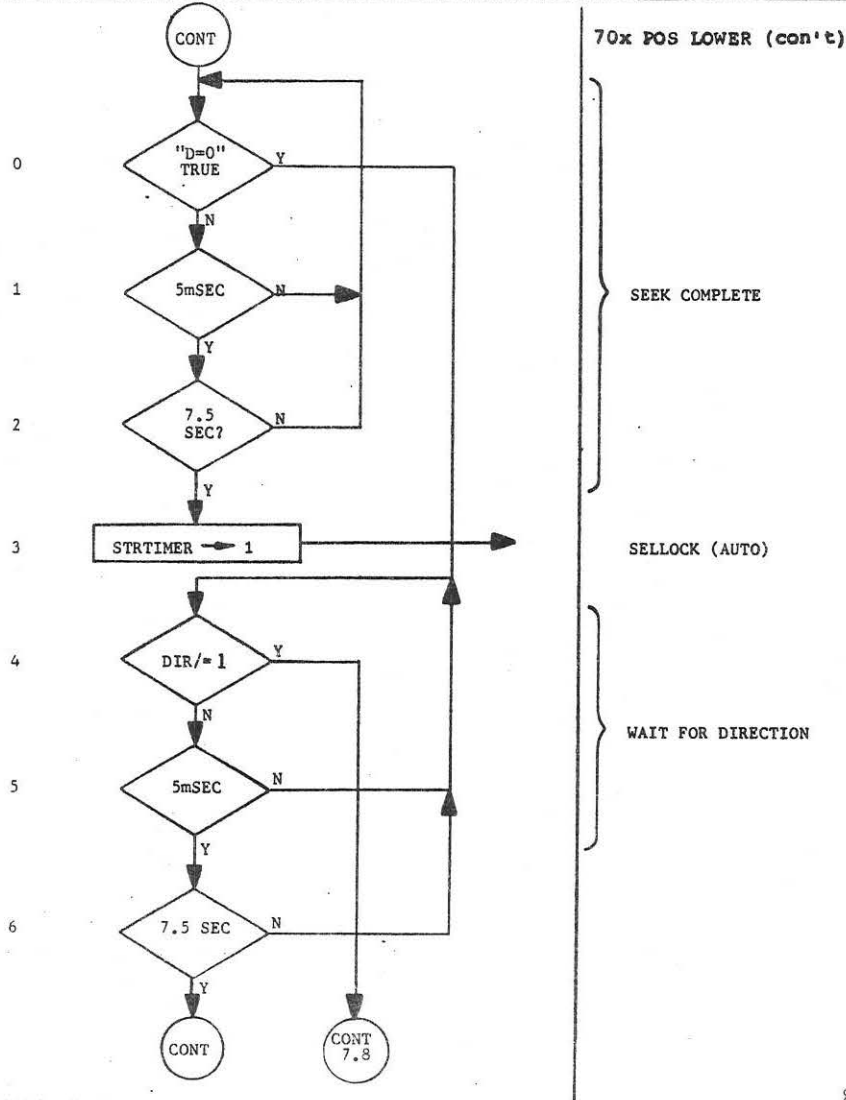 CONT
70x POS LOWER (con't)
0
"D=0"
TRUE
Y
N
1
5mSEC
N
SEEK COMPLETE
Y
2
7.5
SEC?
N
Y
3
STRTIMER → 1
SELLOCK (AUTO)
4
DIR/= 1
Y
N
WAIT FOR DIRECTION
5
5mSEC
N
Y
6
7.5 SEC
N
Y
CONT
CONT
7.8